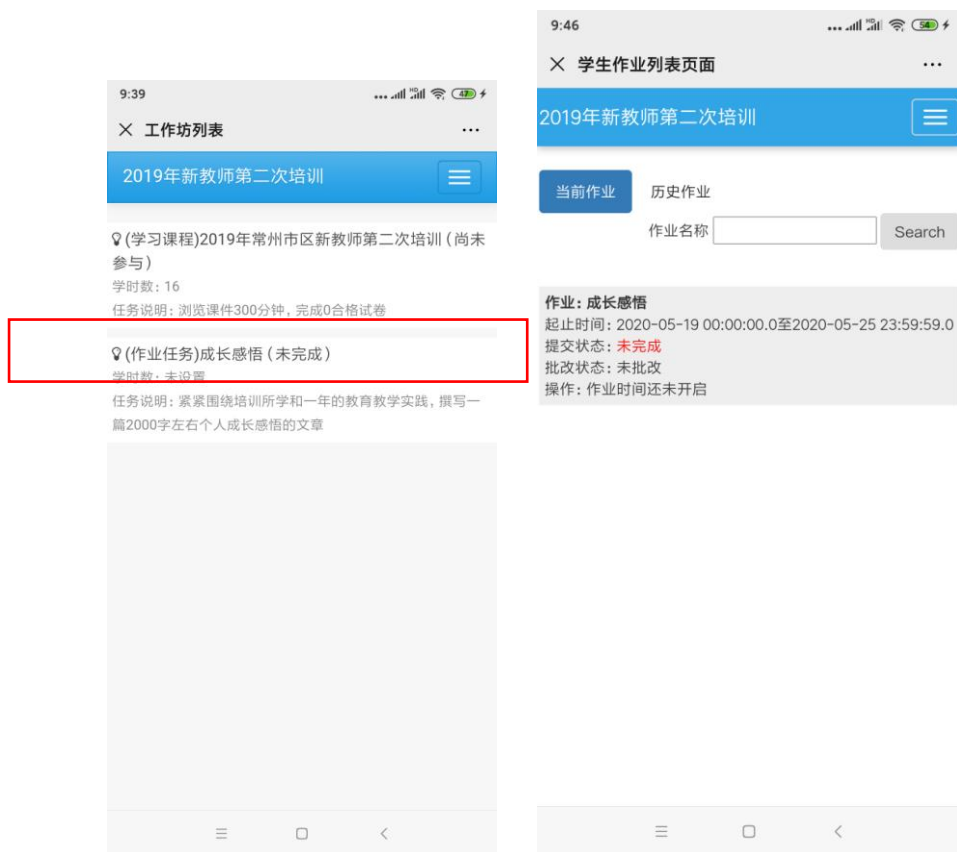 9:39
HD
47
工作坊列表
2019年新教师第二次培训
(学习课程)2019年常州市区新教师第二次培训(尚未
参与)
学时数: 16
任务说明: 浏览课件300分钟, 完成0合格试卷
(作业任务)成长感悟(未完成)
学时数: 未设置
任务说明: 紧紧围绕培训所学和一年的教育教学实践, 撰写一
篇2000字左右个人成长感悟的文章
9:46
HD
54
学生作业列表页面
2019年新教师第二次培训
当前作业 历史作业
作业名称 Search
作业: 成长感悟
起止时间: 2020-05-19 00:00:00.0至2020-05-25 23:59:59.0
提交状态: 未完成
批改状态: 未批改
操作: 作业时间还未开启